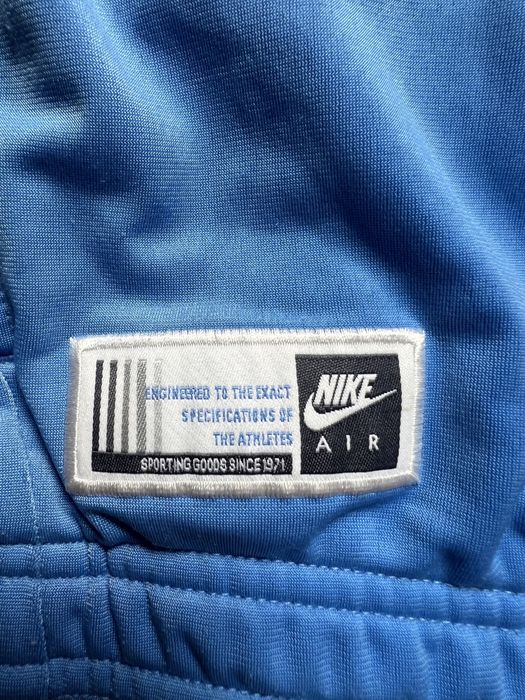 ENGINEERED TO THE EXACT
SPECIFICATIONS OF
THE ATHLETES
SPORTING GOODS SINCE 1971
NIKE
AIR